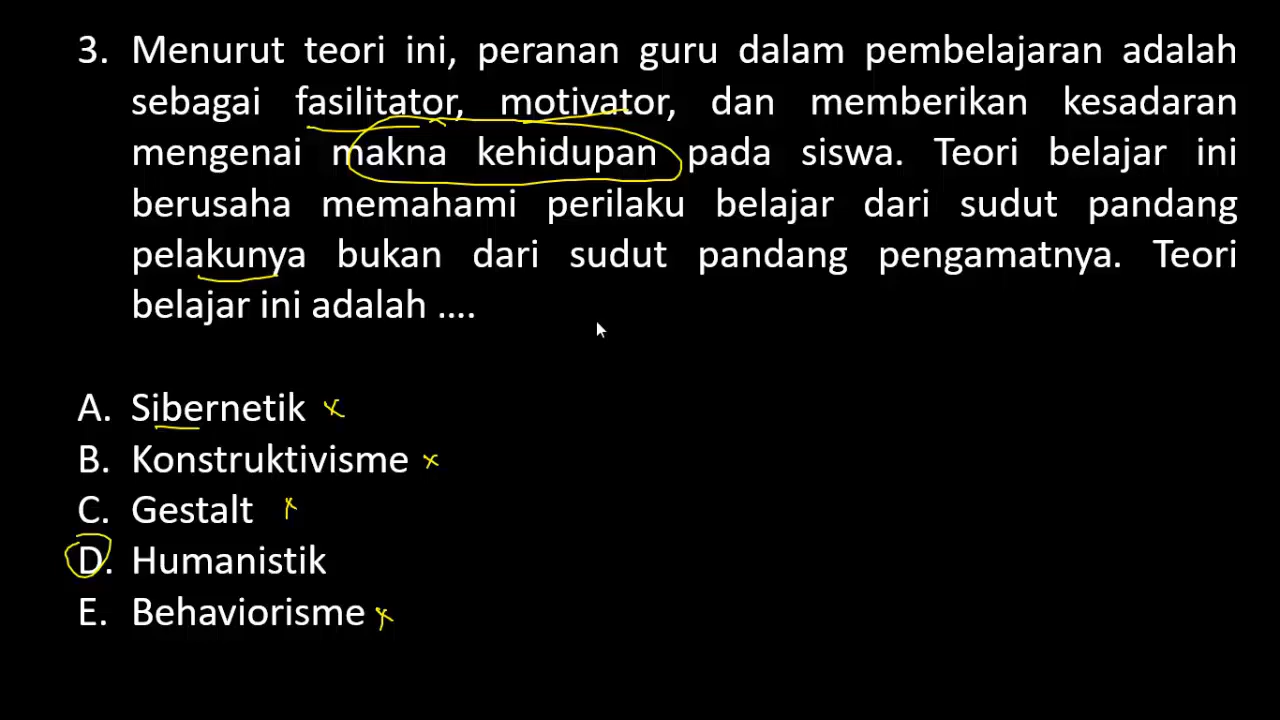 3. Menurut teori ini, peranan guru dalam pembelajaran adalah
sebagai fasilitator, motivator, dan memberikan kesadaran
mengenai makna kehidupan pada siswa. Teori belajar ini
berusaha memahami perilaku belajar dari sudut pandang
pelakunya bukan dari sudut pandang pengamatnya. Teori
belajar ini adalah ....
A. Sibernetik x
B. Konstruktivisme x
C. Gestalt x
D. Humanistik
E. Behaviorisme x